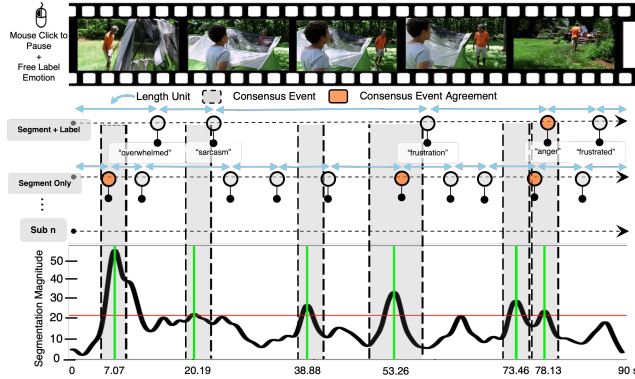 Mouse Click to
Pause
+
Free Label
Emotion
Length Unit Consensus Event Consensus Event Agreement
Segment + Label
"overwhelmed" "sarcasm" "frustration" "anger" "frustrated"
Segment Only
Sub n
Segmentation Magnitude
50
40
30
20
10
0
0 7.07 20.19 38.88 53.26 73.46 78.13 90 s